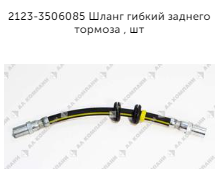 2123-3506085 Шланг гибкий заднего
тормоза , шт